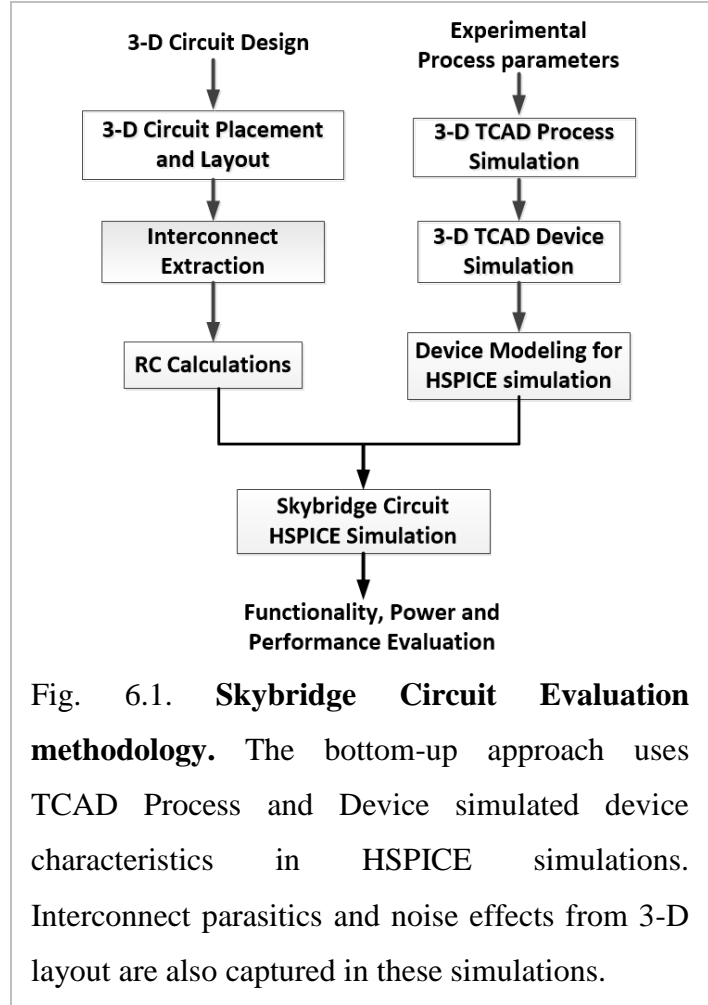 3-D Circuit Design
3-D Circuit Placement
and Layout
Interconnect
Extraction
RC Calculations
Experimental
Process parameters
3-D TCAD Process
Simulation
3-D TCAD Device
Simulation
Device Modeling for
HSPICE simulation
Skybridge Circuit
HSPICE Simulation
Functionality, Power and
Performance Evaluation
Fig. 6.1. Skybridge Circuit Evaluation
methodology. The bottom-up approach uses
TCAD Process and Device simulated device
characteristics in HSPICE simulations.
Interconnect parasitics and noise effects from 3-D
layout are also captured in these simulations.